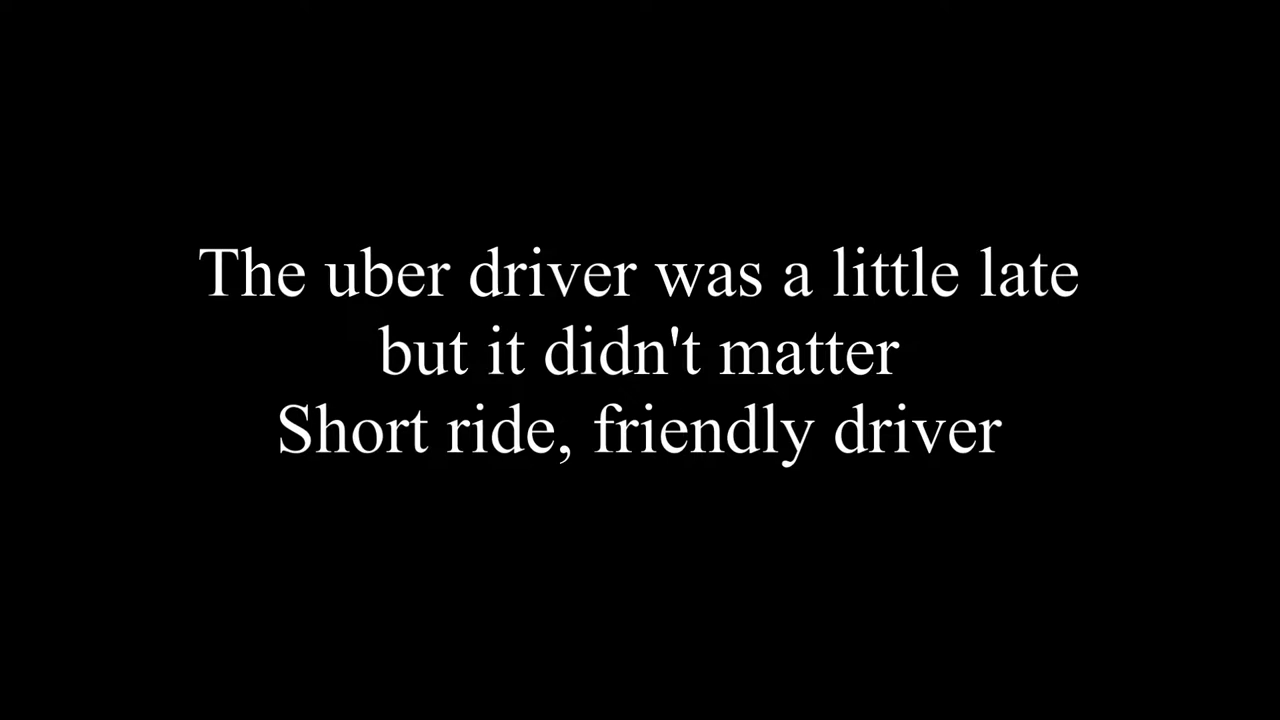 The uber driver was a little late
but it didn't matter
Short ride, friendly driver